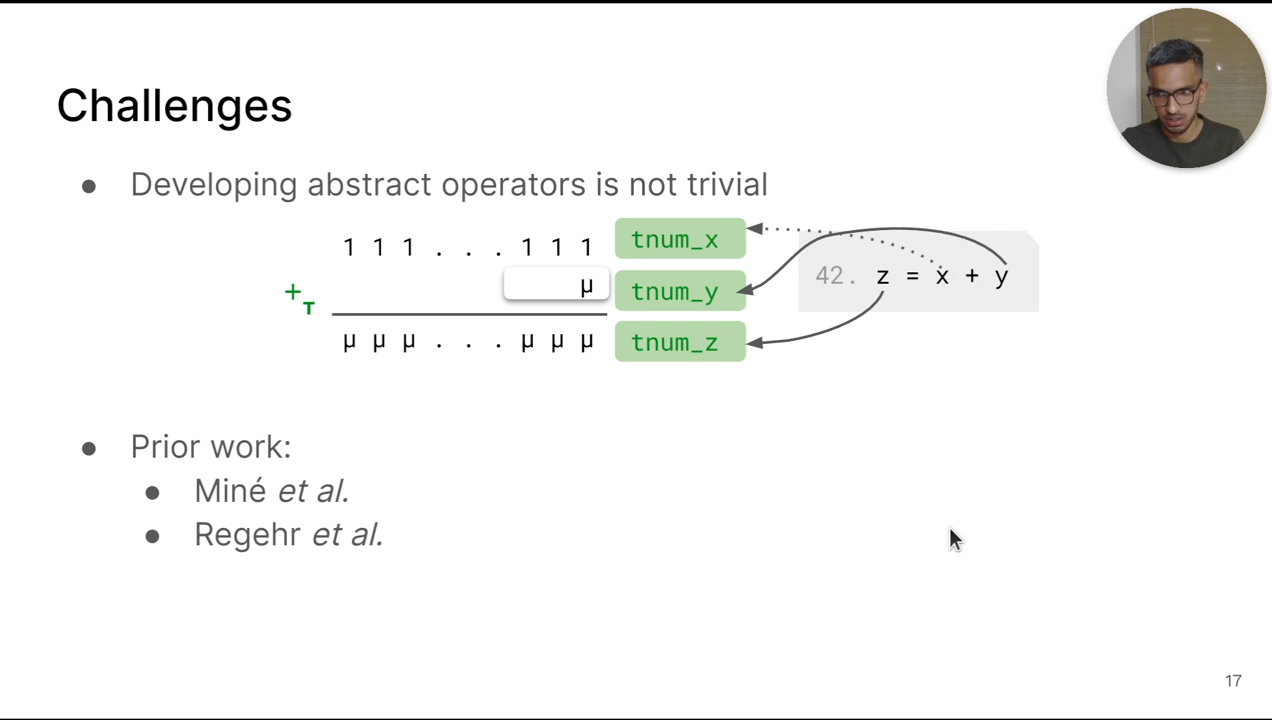 Challenges
● Developing abstract operators is not trivial
1 1 1 . . . 1 1 1 tnum_x
42. z = x + y
+T µ tnum_y
µ µ µ . . . µ µ µ tnum_z
● Prior work:
● Miné et al.
● Regehr et al.
17